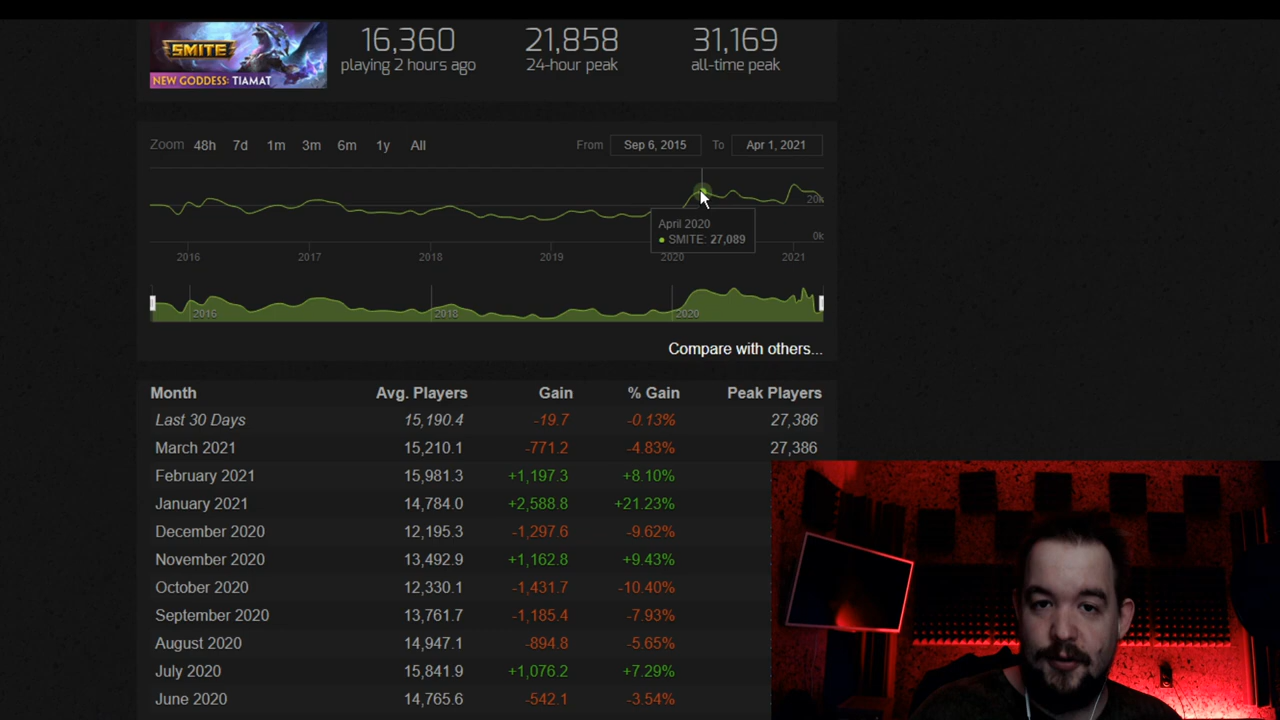 SMITE
NEW GODDESS: TIAMAT
16,360
playing 2 hours ago
21,858
24-hour peak
31,169
all-time peak
Zoom 48h 7d 1m 3m 6m 1y All From Sep 6, 2015 To Apr 1, 2021
20k
April 2020
SMITE: 27,089
0k
2016 2017 2018 2019 2020 2021
2016 2018 2020
Compare with others...
Month Avg. Players Gain % Gain Peak Players
Last 30 Days 15,190.4 -19.7 -0.13% 27,386
March 2021 15,210.1 -771.2 -4.83% 27,386
February 2021 15,981.3 +1,197.3 +8.10%
January 2021 14,784.0 +2,588.8 +21.23%
December 2020 12,195.3 -1,297.6 -9.62%
November 2020 13,492.9 +1,162.8 +9.43%
October 2020 12,330.1 -1,431.7 -10.40%
September 2020 13,761.7 -1,185.4 -7.93%
August 2020 14,947.1 -894.8 -5.65%
July 2020 15,841.9 +1,076.2 +7.29%
June 2020 14,765.6 -542.1 -3.54%